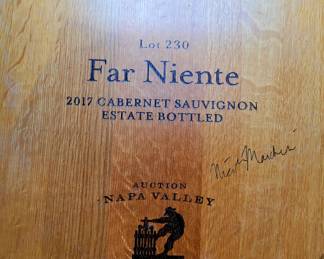 Lot 230
Far Niente
2017 CABERNET SAUVIGNON
ESTATE BOTTLED
AUCTION
NAPA VALLEY